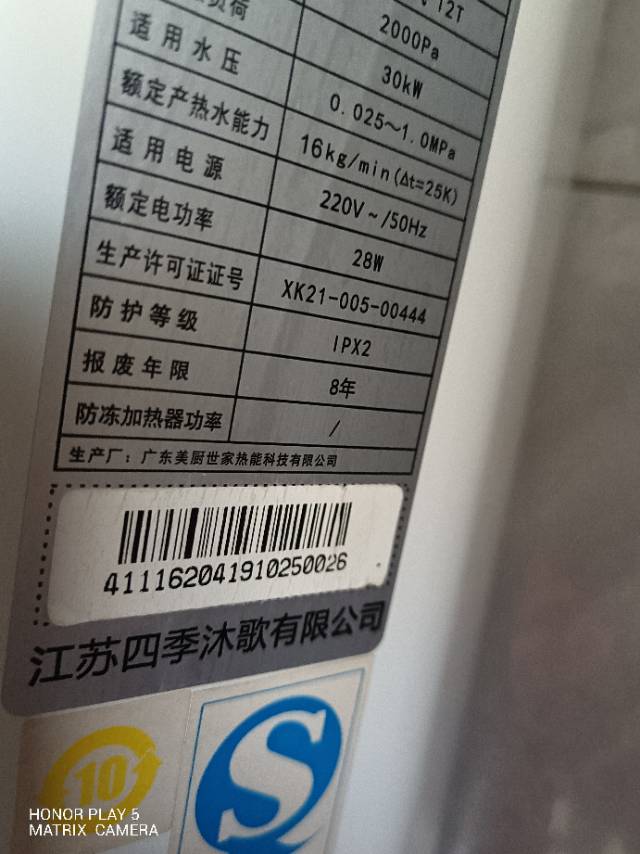 12T
负荷 2000Pa
30kW
适用水压 0.025～1.0MPa
额定产热水能力 16kg/min(Δt=25K)
适用电源 220V～/50Hz
额定电功率 28W
生产许可证证号 XK21-005-00444
防护等级 IPX2
报废年限 8年
防冻加热器功率 /
生产厂：广东美厨世家热能科技有限公司
411162041910250026
江苏四季沐歌有限公司
10
HONOR PLAY 5
MATRIX CAMERA